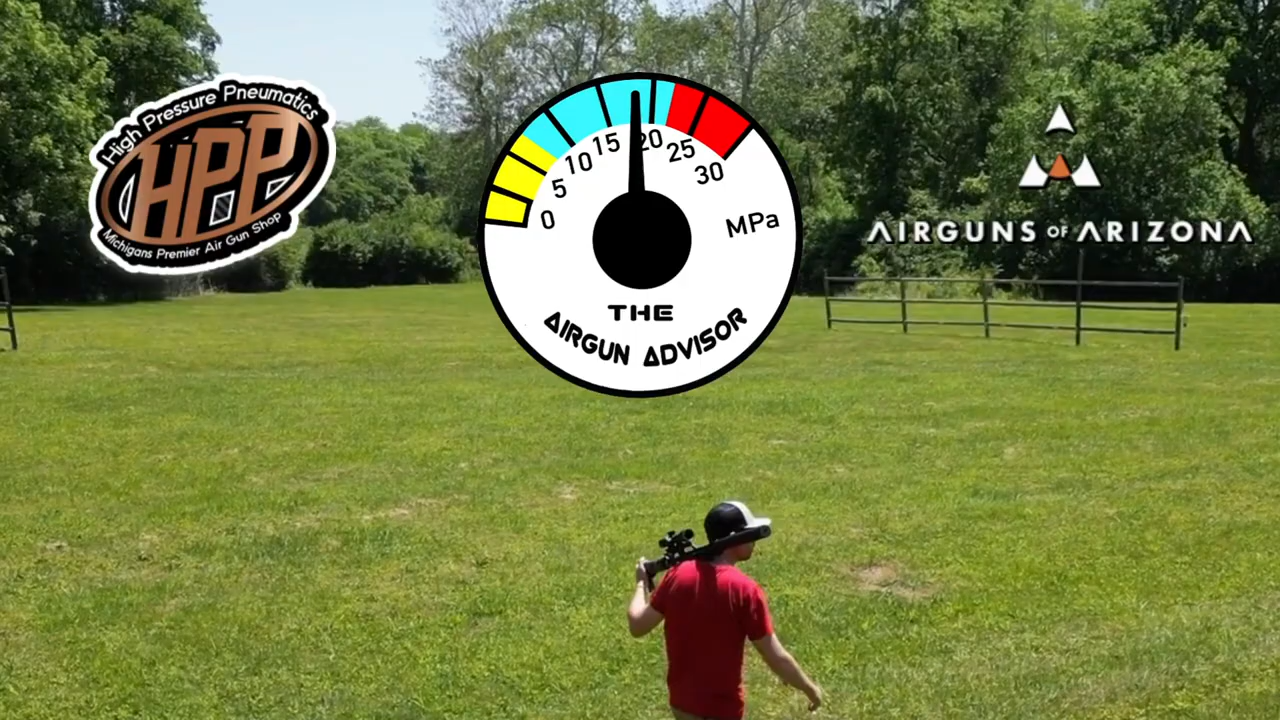 High Pressure Pneumatics
HPP
Michigans Premier Air Gun Shop
0 5 10 15 20 25 30
MPa
THE
AIRGUN ADVISOR
AIRGUNS OF ARIZONA